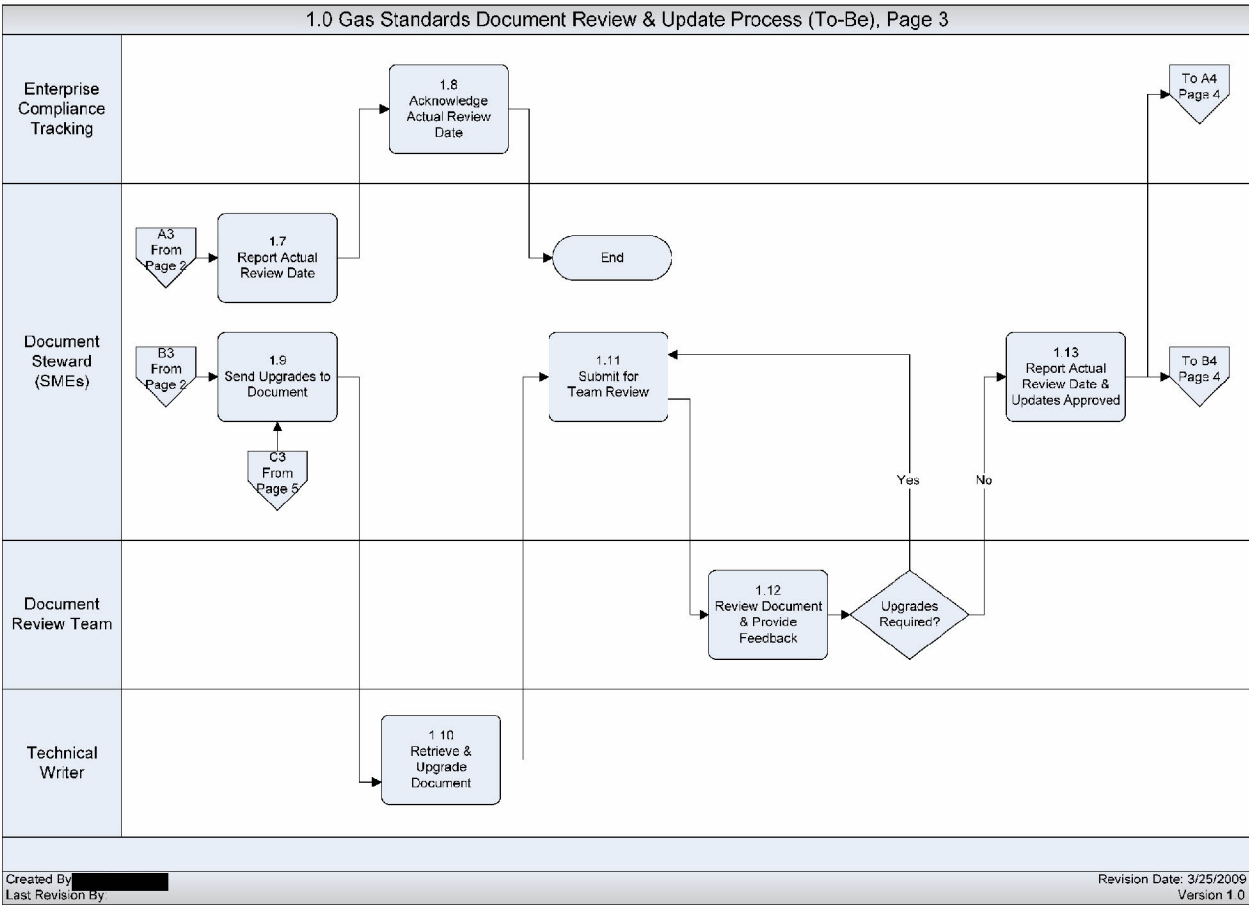 1.0 Gas Standards Document Review & Update Process (To-Be), Page 3
Enterprise
Compliance
Tracking
1.8
Acknowledge
Actual Review
Date
To A4
Page 4
Document
Steward
(SMEs)
A3
From
Page 2
1.7
Report Actual
Review Date
End
B3
From
Page 2
1.9
Send Upgrades to
Document
C3
From
Page 5
1.11
Submit for
Team Review
Yes
No
1.13
Report Actual
Review Date &
Updates Approved
To B4
Page 4
Document
Review Team
1.12
Review Document
& Provide
Feedback
Upgrades
Required?
Technical
Writer
1.10
Retrieve &
Upgrade
Document
Created By
Last Revision By:
Revision Date: 3/25/2009
Version 1.0